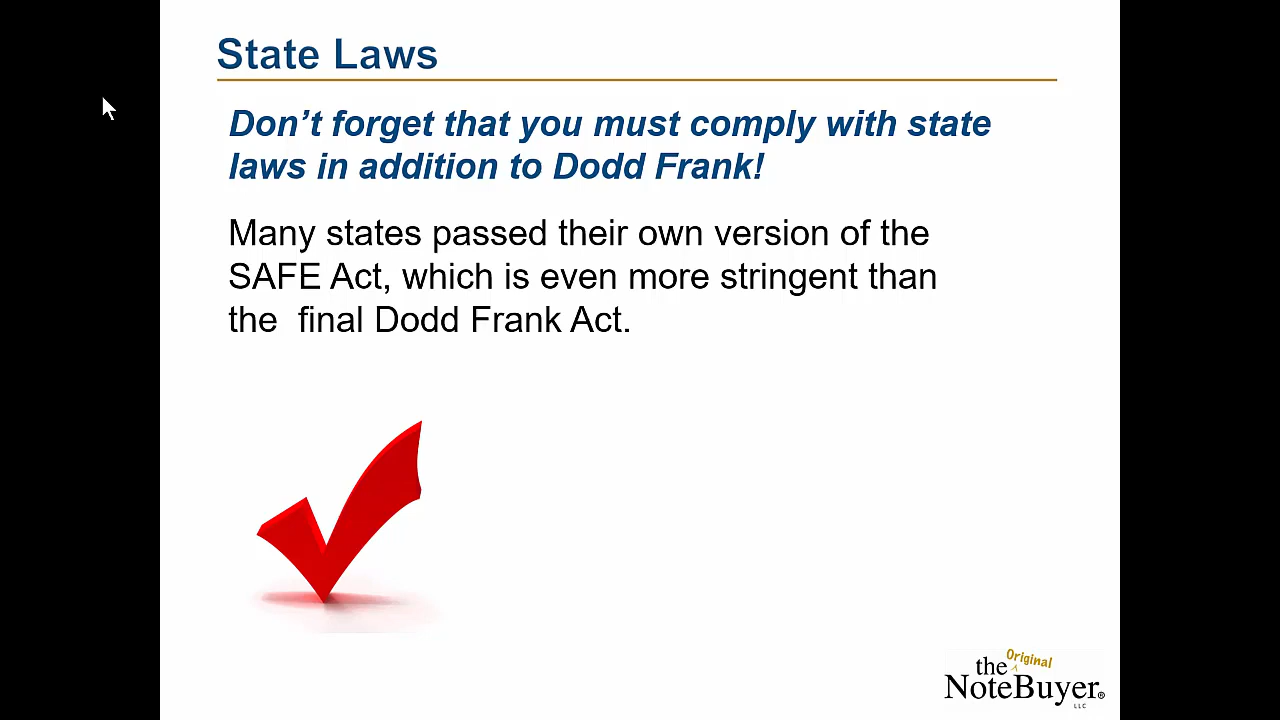 State Laws
Don’t forget that you must comply with state
laws in addition to Dodd Frank!
Many states passed their own version of the
SAFE Act, which is even more stringent than
the  final Dodd Frank Act.
the Original
NoteBuyer®
LLC